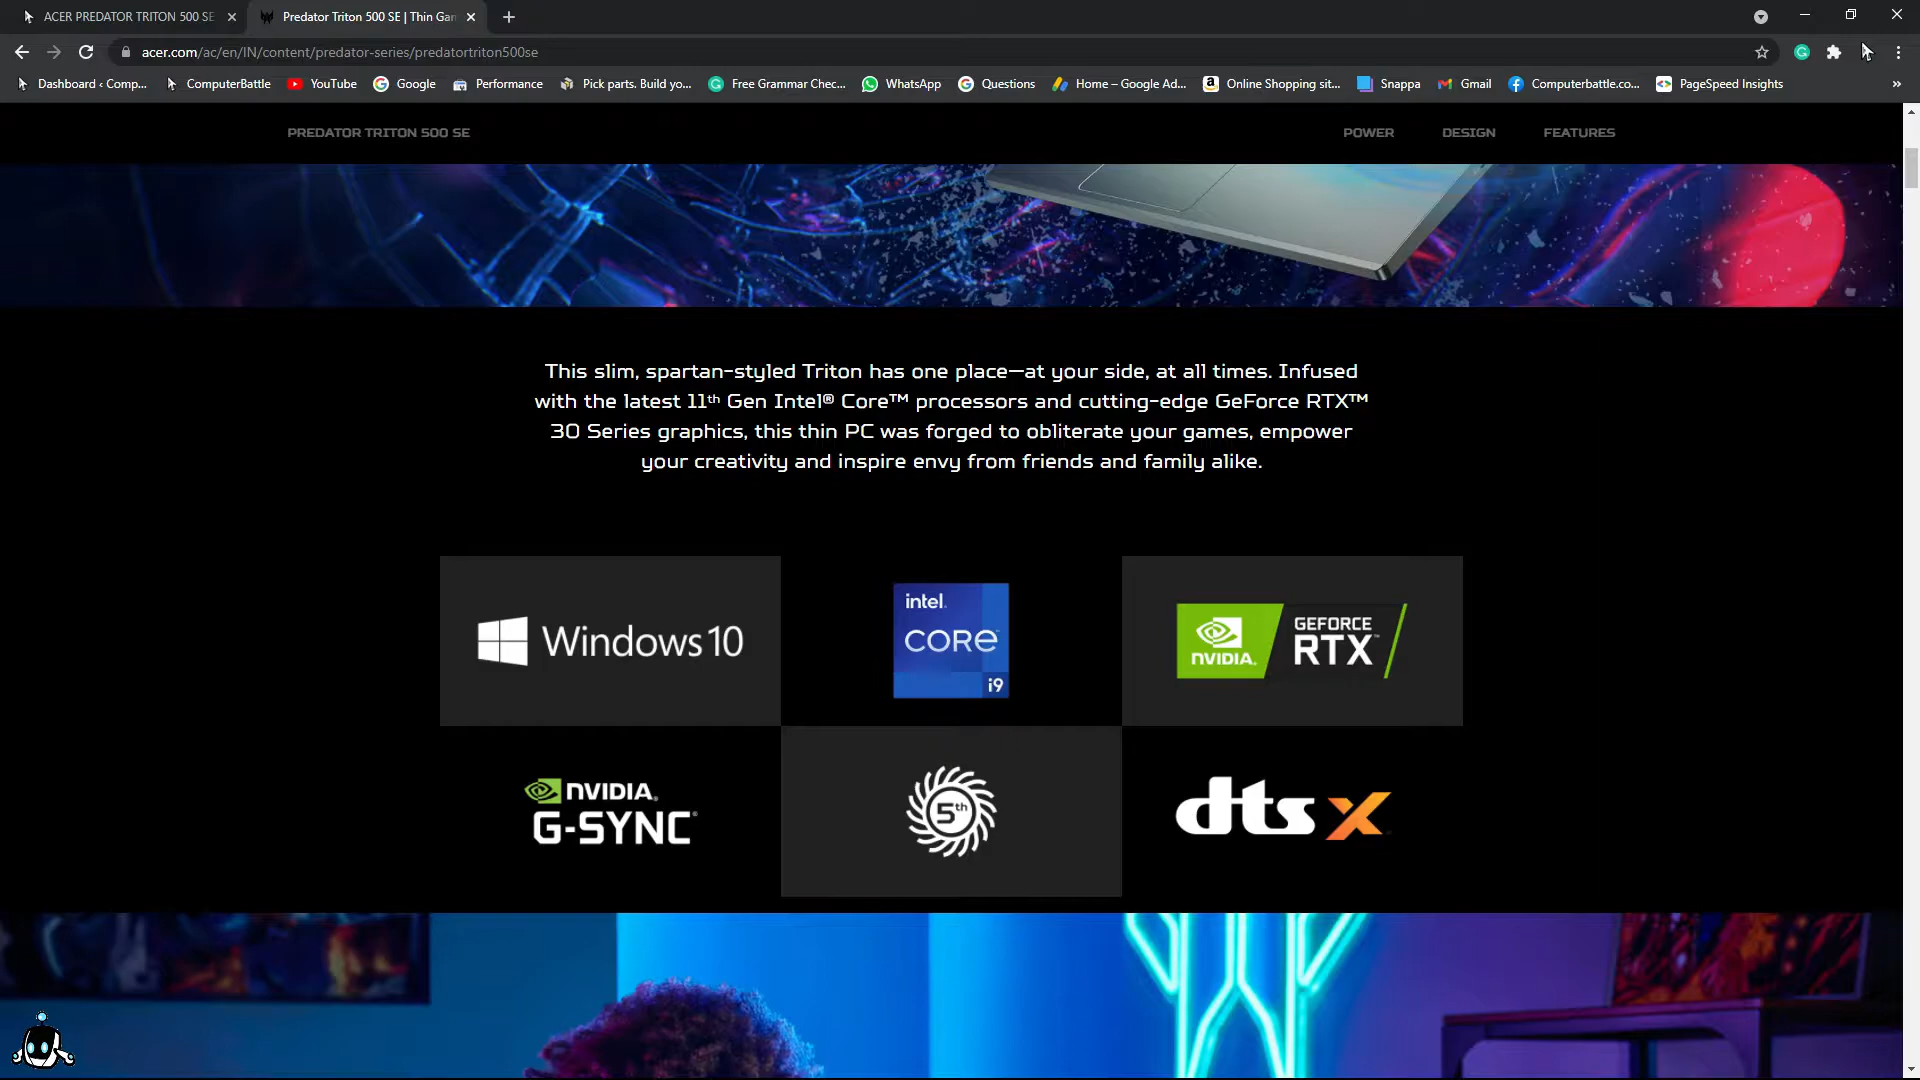 ACER PREDATOR TRITON 500 SE
Predator Triton 500 SE | Thin Gam
acer.com/ac/en/IN/content/predator-series/predatortriton500se
Dashboard ‹ Comp...
ComputerBattle
YouTube
Google
Performance
Pick parts. Build yo...
Free Grammar Chec...
WhatsApp
Questions
Home – Google Ad...
Online Shopping sit...
Snappa
Gmail
Computerbattle.co...
PageSpeed Insights
»
PREDATOR TRITON 500 SE
POWER
DESIGN
FEATURES
This slim, spartan-styled Triton has one place—at your side, at all times. Infused
with the latest 11th Gen Intel® Core™ processors and cutting-edge GeForce RTX™
30 Series graphics, this thin PC was forged to obliterate your games, empower
your creativity and inspire envy from friends and family alike.
Windows 10
intel.
CORE™
i9
NVIDIA.
GEFORCE
RTX™
NVIDIA.
G-SYNC®
5th
dts X